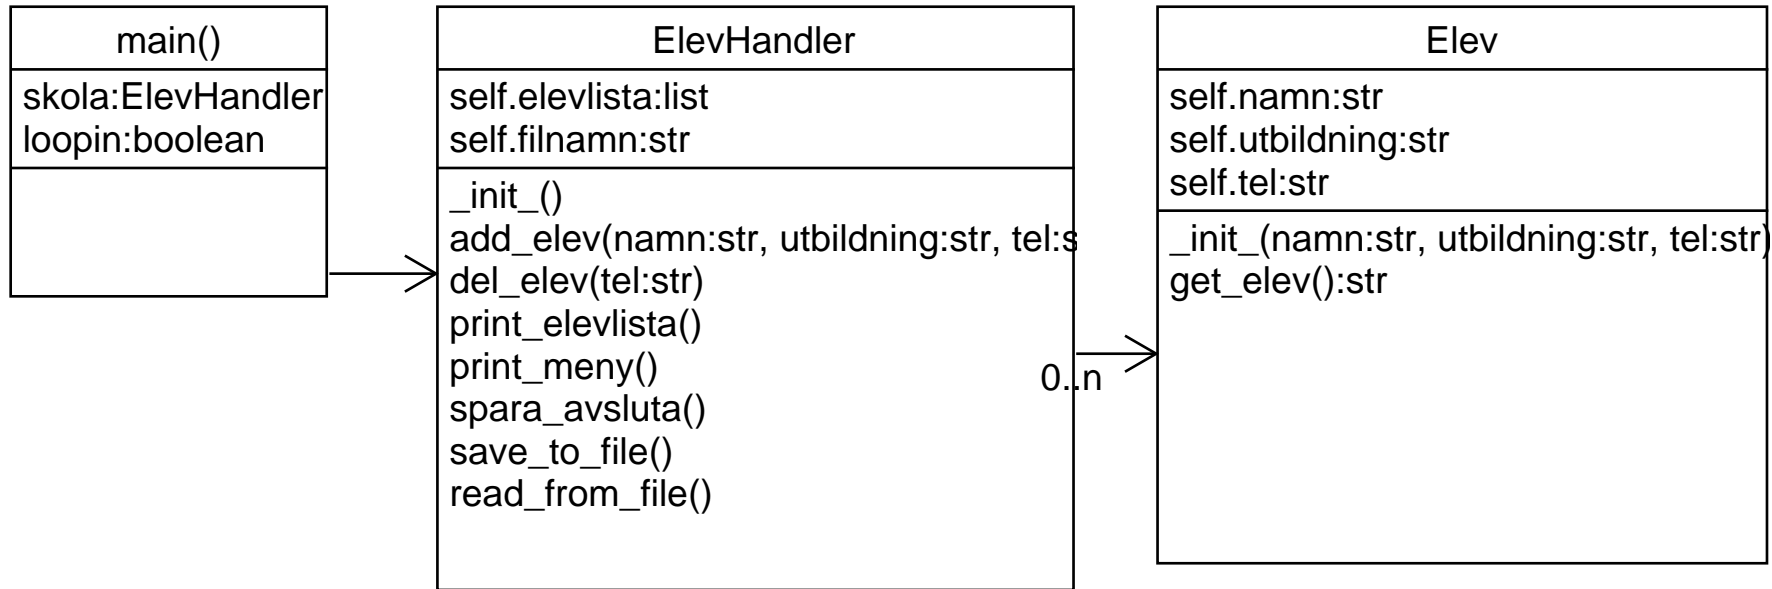 main()
skola:ElevHandler
loopin:boolean
ElevHandler
self.elevlista:list
self.filnamn:str
_init_()
add_elev(namn:str, utbildning:str, tel:s
del_elev(tel:str)
print_elevlista()
print_meny()
spara_avsluta()
save_to_file()
read_from_file()
0..n
Elev
self.namn:str
self.utbildning:str
self.tel:str
_init_(namn:str, utbildning:str, tel:str)
get_elev():str